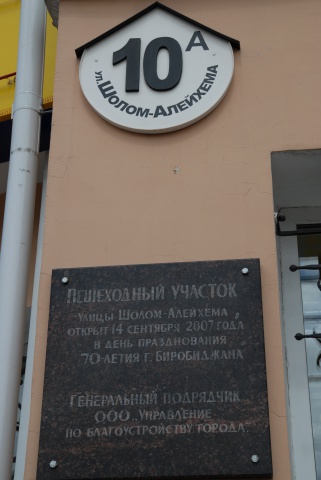 10А
ул. Шолом-Алейхема
Пешеходный участок
улицы Шолом-Алейхема
открыт 14 сентября 2007 года
в день празднования
70-летия г. Биробиджана
Генеральный подрядчик
ООО „Управление
по благоустройству города"